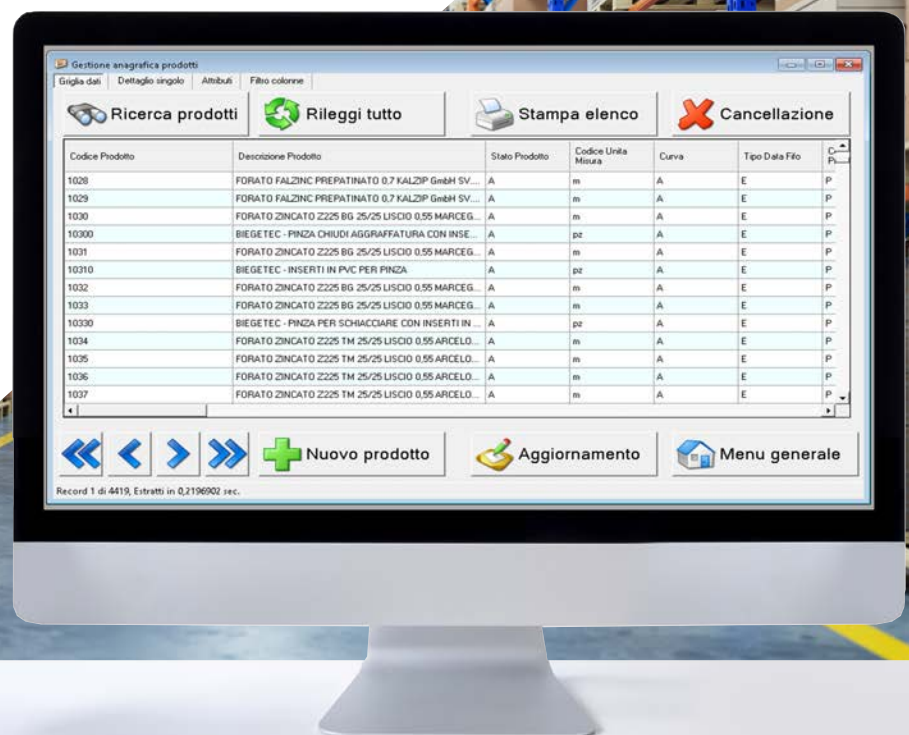 Gestione anagrafica prodotti
Griglia dati Dettaglio singolo Attributi Filtro colonne
Ricerca prodotti Rileggi tutto Stampa elenco Cancellazione
Codice Prodotto Descrizione Prodotto Stato Prodotto Codice Unita Misura Curva Tipo Data Fifo
1028 FORATO FALZINC PREPATINATO 0,7 KALZIP GmbH SV... A m A E P
1029 FORATO FALZINC PREPATINATO 0,7 KALZIP GmbH SV... A m A E P
1030 FORATO ZINCATO Z225 BG 25/25 LISCIO 0,55 MARCEG... A m A E P
10300 BIEGETEC - PINZA CHIUDI AGGRAFFATURA CON INSE... A pz A E P
1031 FORATO ZINCATO Z225 BG 25/25 LISCIO 0,55 MARCEG... A m A E P
10310 BIEGETEC - INSERTI IN PVC PER PINZA A pz A E P
1032 FORATO ZINCATO Z225 BG 25/25 LISCIO 0,55 MARCEG... A m A E P
1033 FORATO ZINCATO Z225 BG 25/25 LISCIO 0,55 MARCEG... A m A E P
10330 BIEGETEC - PINZA PER SCHIACCIARE CON INSERTI IN ... A pz A E P
1034 FORATO ZINCATO Z225 TM 25/25 LISCIO 0,55 ARCELO... A m A E P
1035 FORATO ZINCATO Z225 TM 25/25 LISCIO 0,55 ARCELO... A m A E P
1036 FORATO ZINCATO Z225 TM 25/25 LISCIO 0,55 ARCELO... A m A E P
1037 FORATO ZINCATO Z225 TM 25/25 LISCIO 0,55 ARCELO... A m A E P
Nuovo prodotto Aggiornamento Menu generale
Record 1 di 4419, Estratti in 0,2196902 sec.